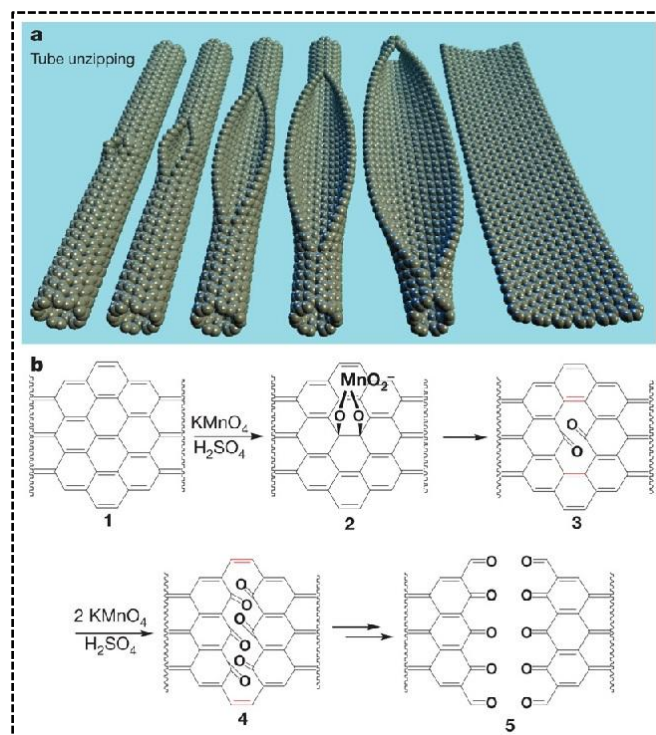 a
Tube unzipping
b
MnO₂⁻
O O
KMnO₄
H₂SO₄
O
O
1
2
3
2 KMnO₄
H₂SO₄
O
O
O
O
O
O
O O
O O
O O
O O
O O
4
5